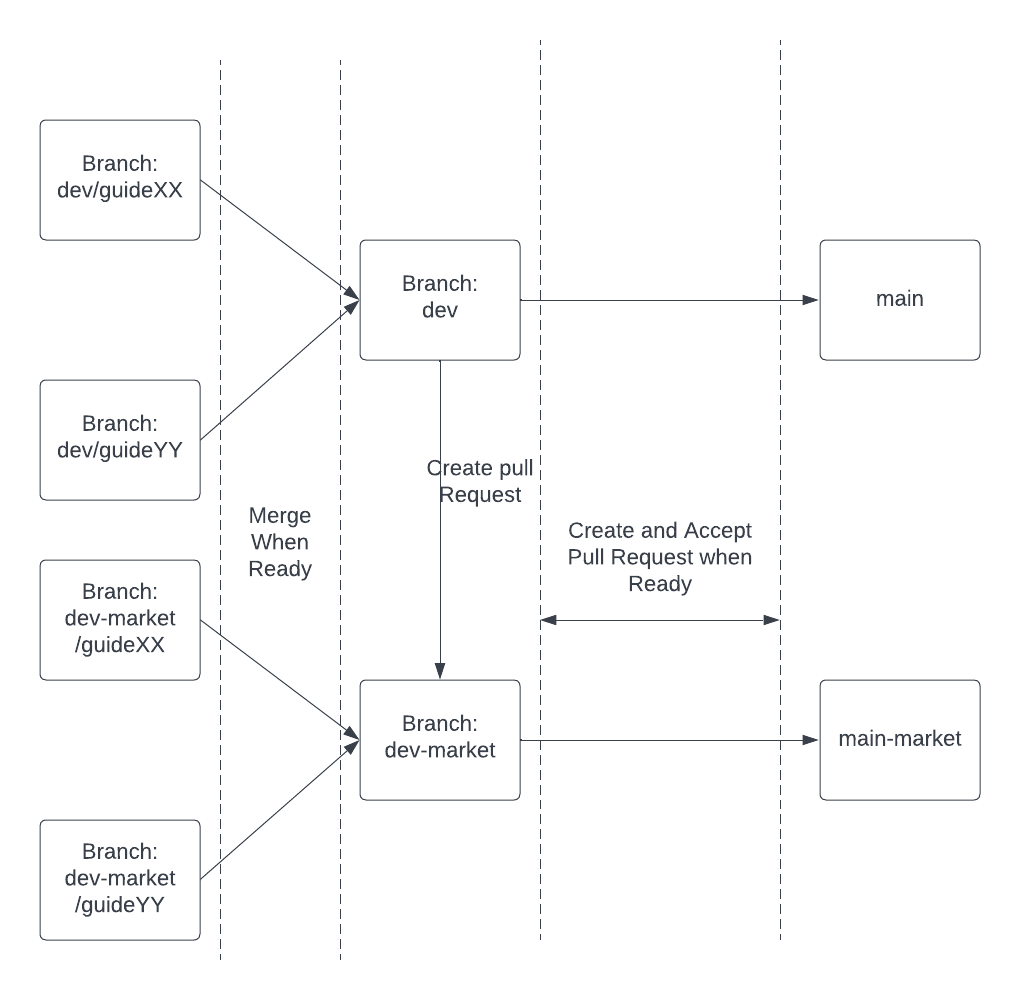 Branch:
dev/guideXX
Branch:
dev
main
Branch:
dev/guideYY
Create pull
Request
Merge
When
Ready
Create and Accept
Pull Request when
Ready
Branch:
dev-market
/guideXX
Branch:
dev-market
main-market
Branch:
dev-market
/guideYY